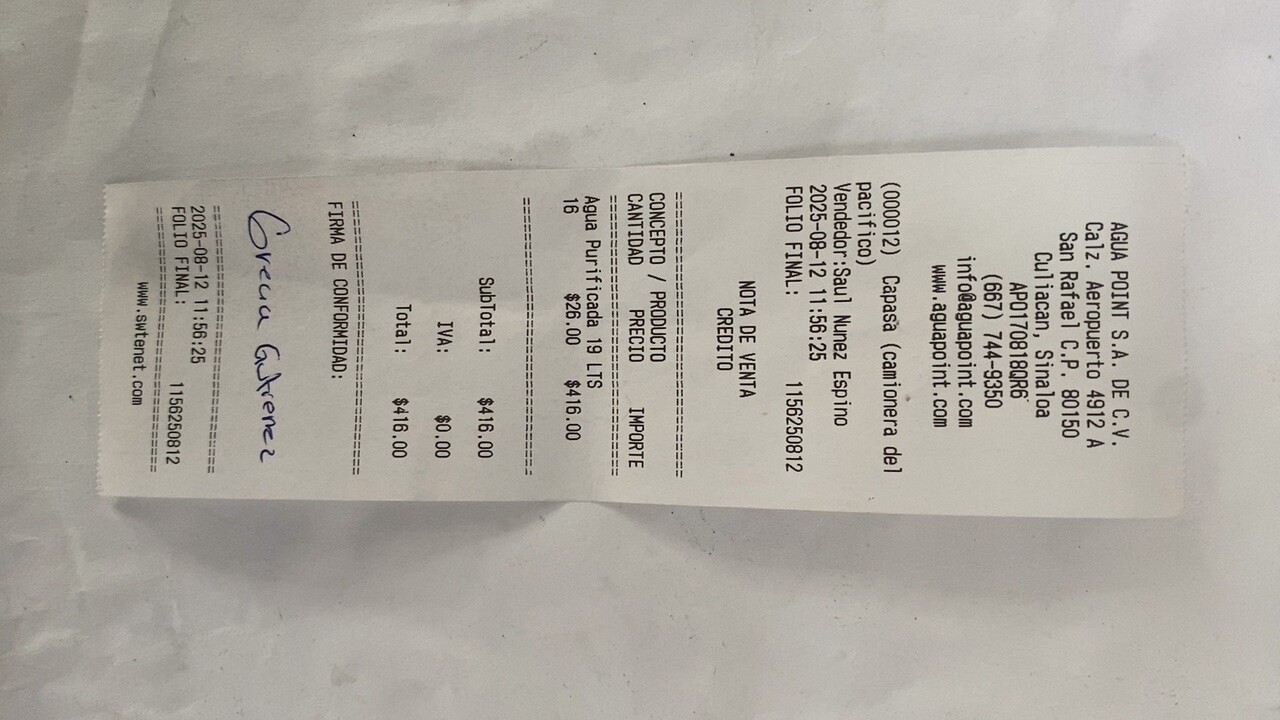 AGUA POINT S.A. DE C.V.
Calz. Aeropuerto 4912 A
San Rafael C.P. 80150
Culiacan, Sinaloa
APO170818QR6
(667) 744-9350
info@aguapoint.com
www.aguapoint.com
(000012) Capasa (camionera del
pacifico)
Vendedor:Saul Nunez Espino
2025-08-12 11:56:25
FOLIO FINAL: 1156250812
NOTA DE VENTA
CREDITO
==============================
CONCEPTO / PRODUCTO
CANTIDAD PRECIO IMPORTE
==============================
Agua Purificada 19 LTS
16 $26.00 $416.00
==============================
SubTotal: $416.00
IVA: $0.00
Total: $416.00
==============================
FIRMA DE CONFORMIDAD:
Grecia Gutierrez
==============================
2025-08-12 11:56:25
FOLIO FINAL: 1156250812
==============================
www.swtenet.com